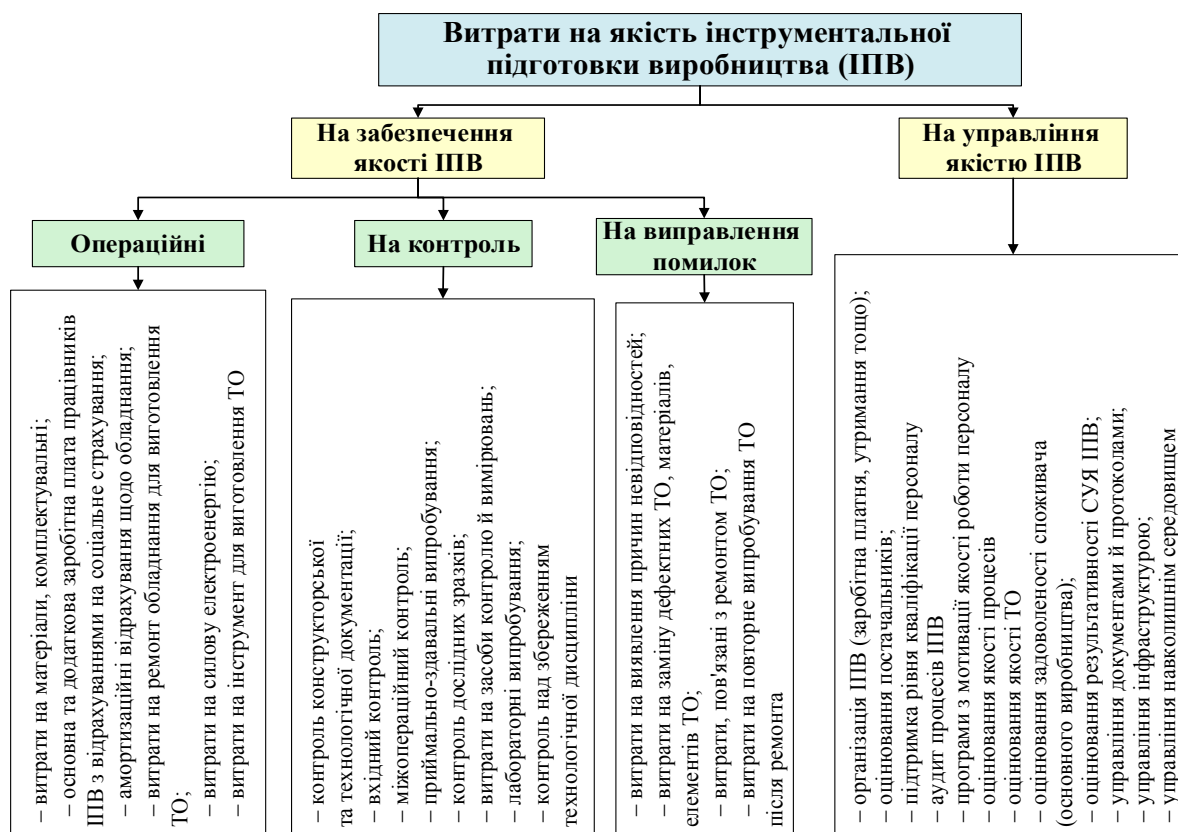 Витрати на якість інструментальної
підготовки виробництва (ІПВ)
На забезпечення
якості ІПВ
На управління
якістю ІПВ
Операційні
На контроль
На виправлення
помилок
– витрати на матеріали, комплектувальні;
– основна та додаткова заробітна плата працівників
ІПВ з відрахуваннями на соціальне страхування;
– амортизаційні відрахування щодо обладнання;
– витрати на ремонт обладнання для виготовлення
ТО;
– витрати на силову електроенергію;
– витрати на інструмент для виготовлення ТО
– контроль конструкторської
та технологічної документації;
– вхідний контроль;
– міжопераційний контроль;
– приймально-здавальні випробування;
– контроль дослідних зразків;
– витрати на засоби контролю й вимірювань;
– лабораторні випробування;
– контроль над збереженням
технологічної дисципліни
– витрати на виявлення причин невідповідностей;
– витрати на заміну дефектних ТО, матеріалів,
елементів ТО;
– витрати, пов'язані з ремонтом ТО;
– витрати на повторне випробування ТО
після ремонта
– організація ІПВ (заробітна платня, утримання тощо);
– оцінювання постачальників;
– підтримка рівня кваліфікації персоналу
– аудит процесів ІПВ
– програми з мотивації якості роботи персоналу
– оцінювання якості процесів
– оцінювання якості ТО
– оцінювання задоволеності споживача
(основного виробництва);
– оцінювання результативності СУЯ ІПВ;
– управління документами й протоколами;
– управління інфраструктурою;
– управління навколишнім середовищем